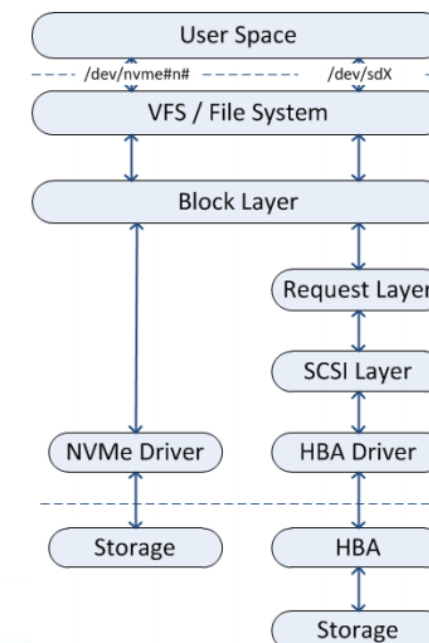 User Space
/dev/nvme#n# /dev/sdX
VFS / File System
Block Layer
Request Layer
SCSI Layer
NVMe Driver HBA Driver
Storage HBA
Storage